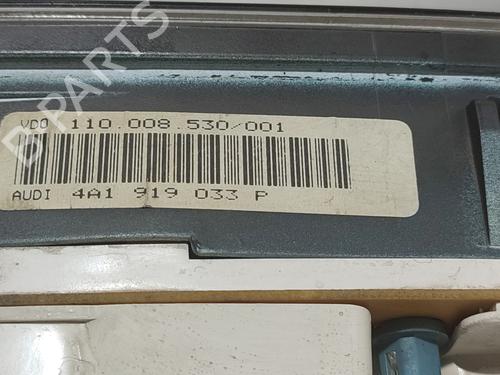 VDO 110.008.530/001
AUDI 4A1 919 033 P
B-PARTS